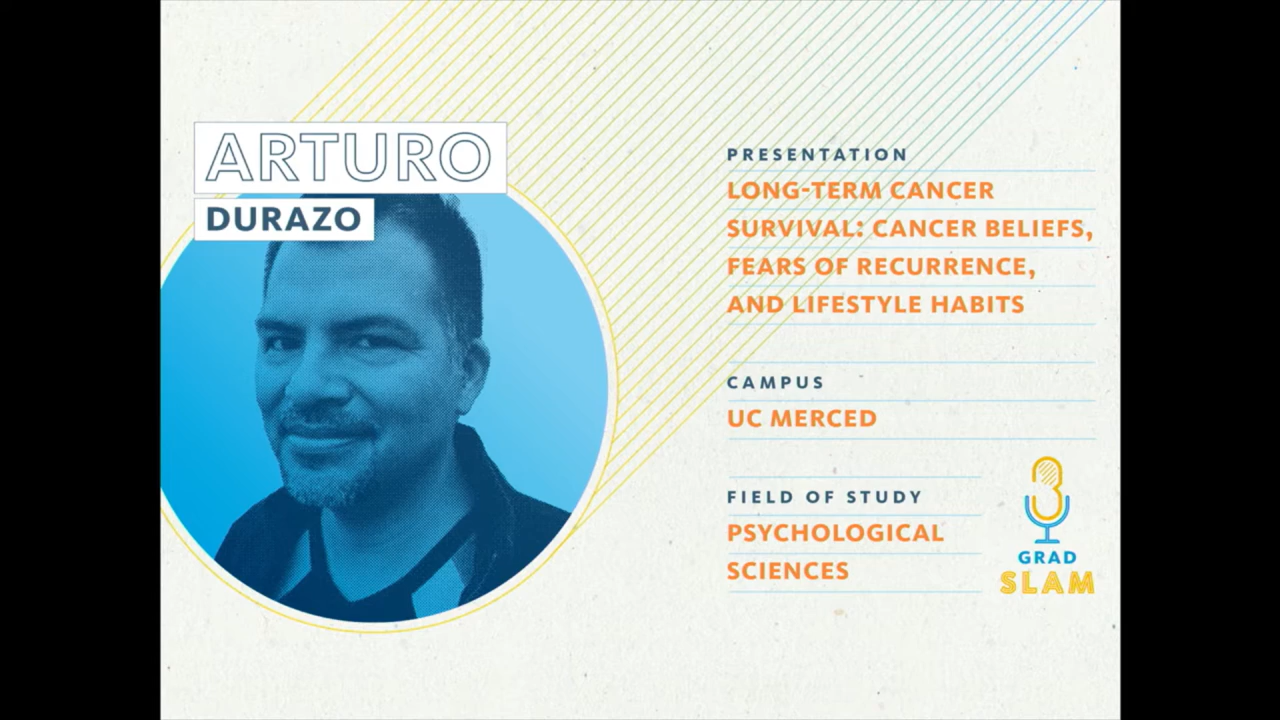 ARTURO
DURAZO
PRESENTATION
LONG-TERM CANCER
SURVIVAL: CANCER BELIEFS,
FEARS OF RECURRENCE,
AND LIFESTYLE HABITS
CAMPUS
UC MERCED
FIELD OF STUDY
PSYCHOLOGICAL
SCIENCES
GRAD
SLAM